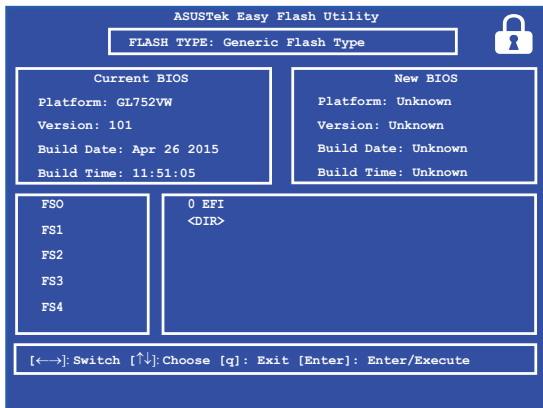 ASUSTek Easy Flash Utility
FLASH TYPE: Generic Flash Type
Current BIOS
Platform: GL752VW
Version: 101
Build Date: Apr 26 2015
Build Time: 11:51:05
New BIOS
Platform: Unknown
Version: Unknown
Build Date: Unknown
Build Time: Unknown
FSO
FS1
FS2
FS3
FS4
0 EFI
<DIR>
[←→]: Switch [↑↓]: Choose [q]: Exit [Enter]: Enter/Execute